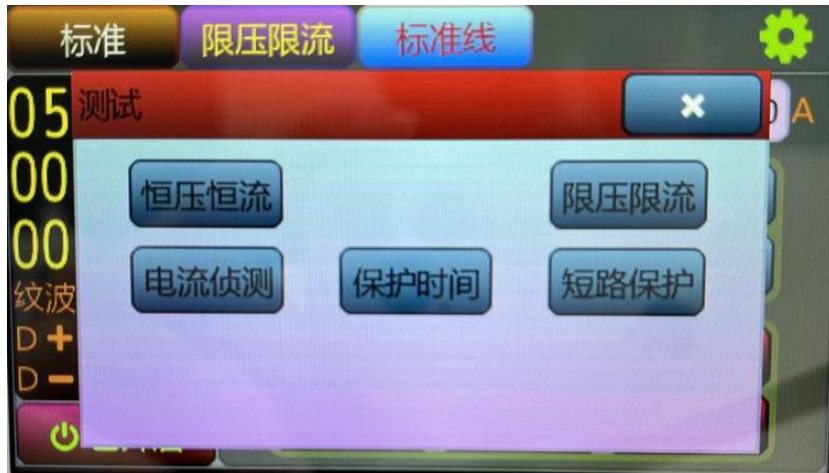 标准 限压限流 标准线
05 测试 A
00 恒压恒流 限压限流
00 电流侦测 保护时间 短路保护
纹波
D+
D-